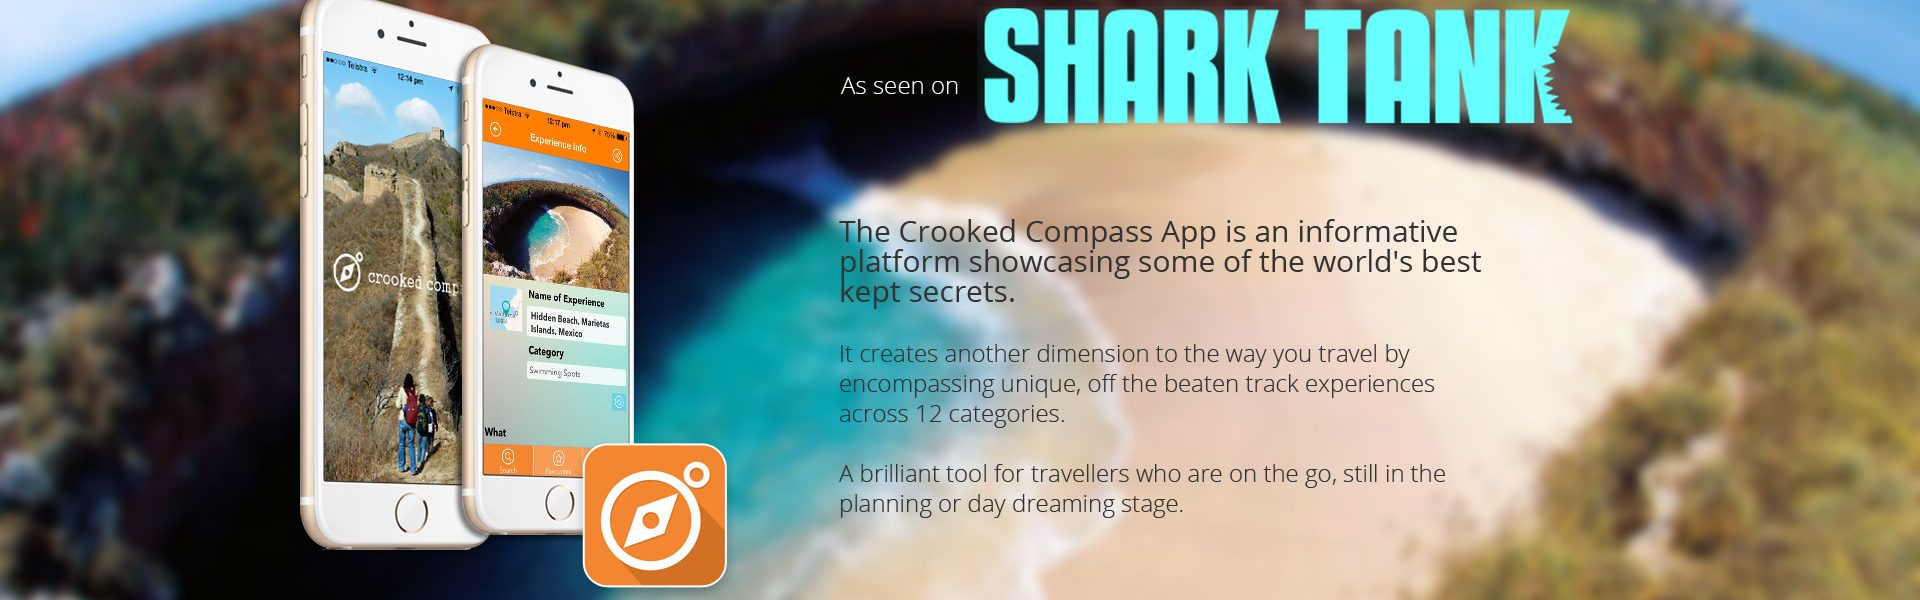 As seen on
SHARK TANK
The Crooked Compass App is an informative
platform showcasing some of the world's best
kept secrets.
It creates another dimension to the way you travel by
encompassing unique, off the beaten track experiences
across 12 categories.
A brilliant tool for travellers who are on the go, still in the
planning or day dreaming stage.
Telstra
12:14 pm
crooked comp
Telstra
12:17 pm
Experience Info
Name of Experience
Hidden Beach, Marietas
Islands, Mexico
Category
Swimming Spots
What
Search
Favourites